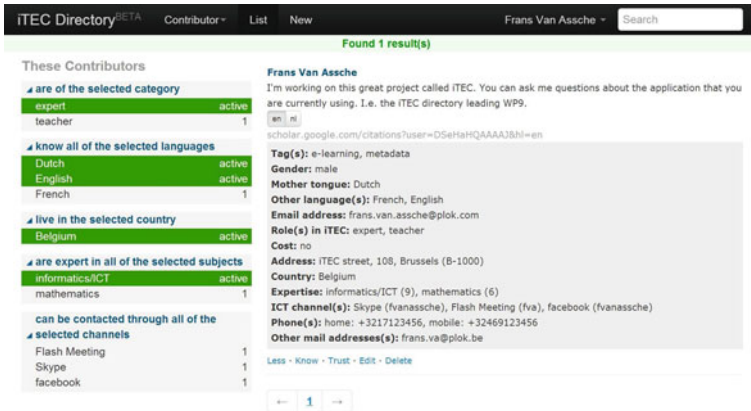 iTEC Directory BETA Contributor List New Frans Van Assche Search
Found 1 result(s)
These Contributors
are of the selected category
expert active
teacher 1
know all of the selected languages
Dutch active
English active
French 1
live in the selected country
Belgium active
are expert in all of the selected subjects
informatics/ICT active
mathematics 1
can be contacted through all of the
selected channels
Flash Meeting 1
Skype 1
facebook 1
Frans Van Assche
I'm working on this great project called iTEC. You can ask me questions about the application that you
are currently using. I.e. the iTEC directory leading WP9.
en nl
scholar.google.com/citations?user=DSeHaHQAAAAJ&hl=en
Tag(s): e-learning, metadata
Gender: male
Mother tongue: Dutch
Other language(s): French, English
Email address: frans.van.assche@plok.com
Role(s) in iTEC: expert, teacher
Cost: no
Address: iTEC street, 108, Brussels (B-1000)
Country: Belgium
Expertise: informatics/ICT (9), mathematics (6)
ICT channel(s): Skype (fvanassche), Flash Meeting (fva), facebook (fvanassche)
Phone(s): home: +3217123456, mobile: +32469123456
Other mail addresses(s): frans.va@plok.be
Less - Know - Trust - Edit - Delete
← 1 →